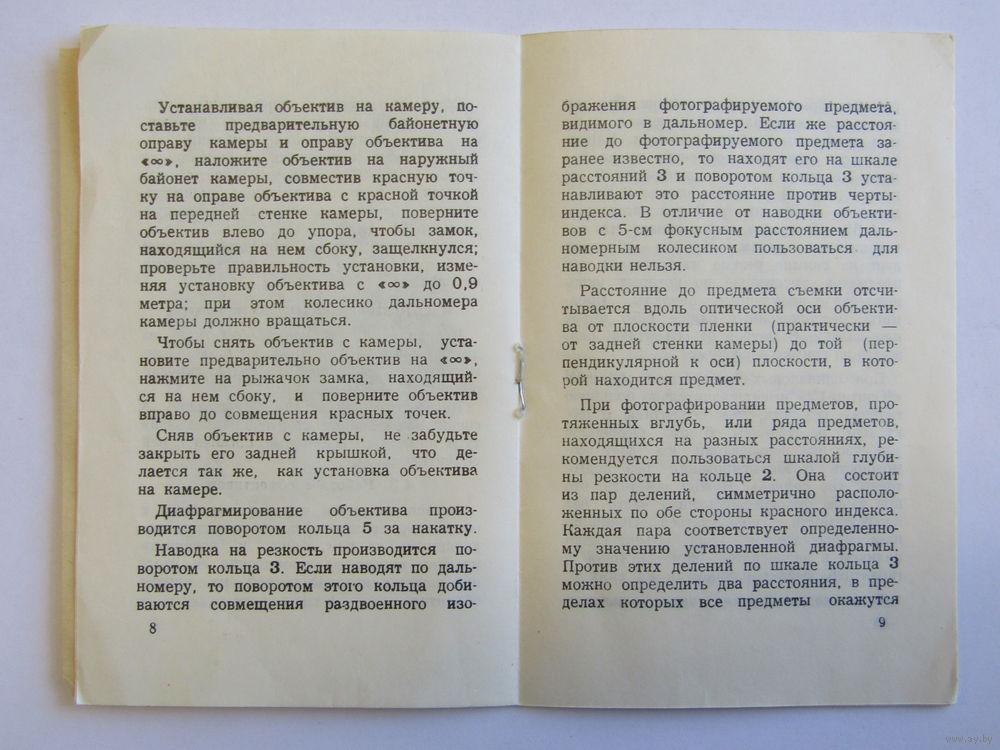 Устанавливая объектив на камеру, по-
ставьте предварительную байонетную
оправу камеры и оправу объектива на
«∞», наложите объектив на наружный
байонет камеры, совместив красную точ-
ку на оправе объектива с красной точкой
на передней стенке камеры, поверните
объектив влево до упора, чтобы замок,
находящийся на нем сбоку, защелкнулся;
проверьте правильность установки, изме-
няя установку объектива с «∞» до 0,9
метра; при этом колесико дальномера
камеры должно вращаться.
Чтобы снять объектив с камеры, уста-
новите предварительно объектив на «∞»,
нажмите на рыжачок замка, находящий-
ся на нем сбоку, и поверните объектив
вправо до совмещения красных точек.
Сняв объектив с камеры, не забудьте
закрыть его задней крышкой, что де-
лается так же, как установка объектива
на камере.
Диафрагмирование объектива произ-
водится поворотом кольца 5 за накатку.
Наводка на резкость производится по-
воротом кольца 3. Если наводят по даль-
номеру, то поворотом этого кольца доби-
ваются совмещения раздвоенного изо-
8
бражения фотографируемого предмета,
видимого в дальномер. Если же расстоя-
ние до фотографируемого предмета за-
ранее известно, то находят его на шкале
расстояний 3 и поворотом кольца 3 уста-
навливают это расстояние против черты-
индекса. В отличие от наводки объекти-
вов с 5-см фокусным расстоянием даль-
номерным колесиком пользоваться для
наводки нельзя.
Расстояние до предмета съемки отсчи-
тывается вдоль оптической оси объекти-
ва от плоскости пленки (практически —
от задней стенки камеры) до той (пер-
пендикулярной к оси) плоскости, в кото-
рой находится предмет.
При фотографировании предметов, про-
тяженных вглубь, или ряда предметов,
находящихся на разных расстояниях, ре-
комендуется пользоваться шкалой глуби-
ны резкости на кольце 2. Она состоит
из пар делений, симметрично располо-
женных по обе стороны красного индекса.
Каждая пара соответствует определенно-
му значению установленной диафрагмы.
Против этих делений по шкале кольца 3
можно определить два расстояния, в пре-
делах которых все предметы окажутся
9
www.ay.by